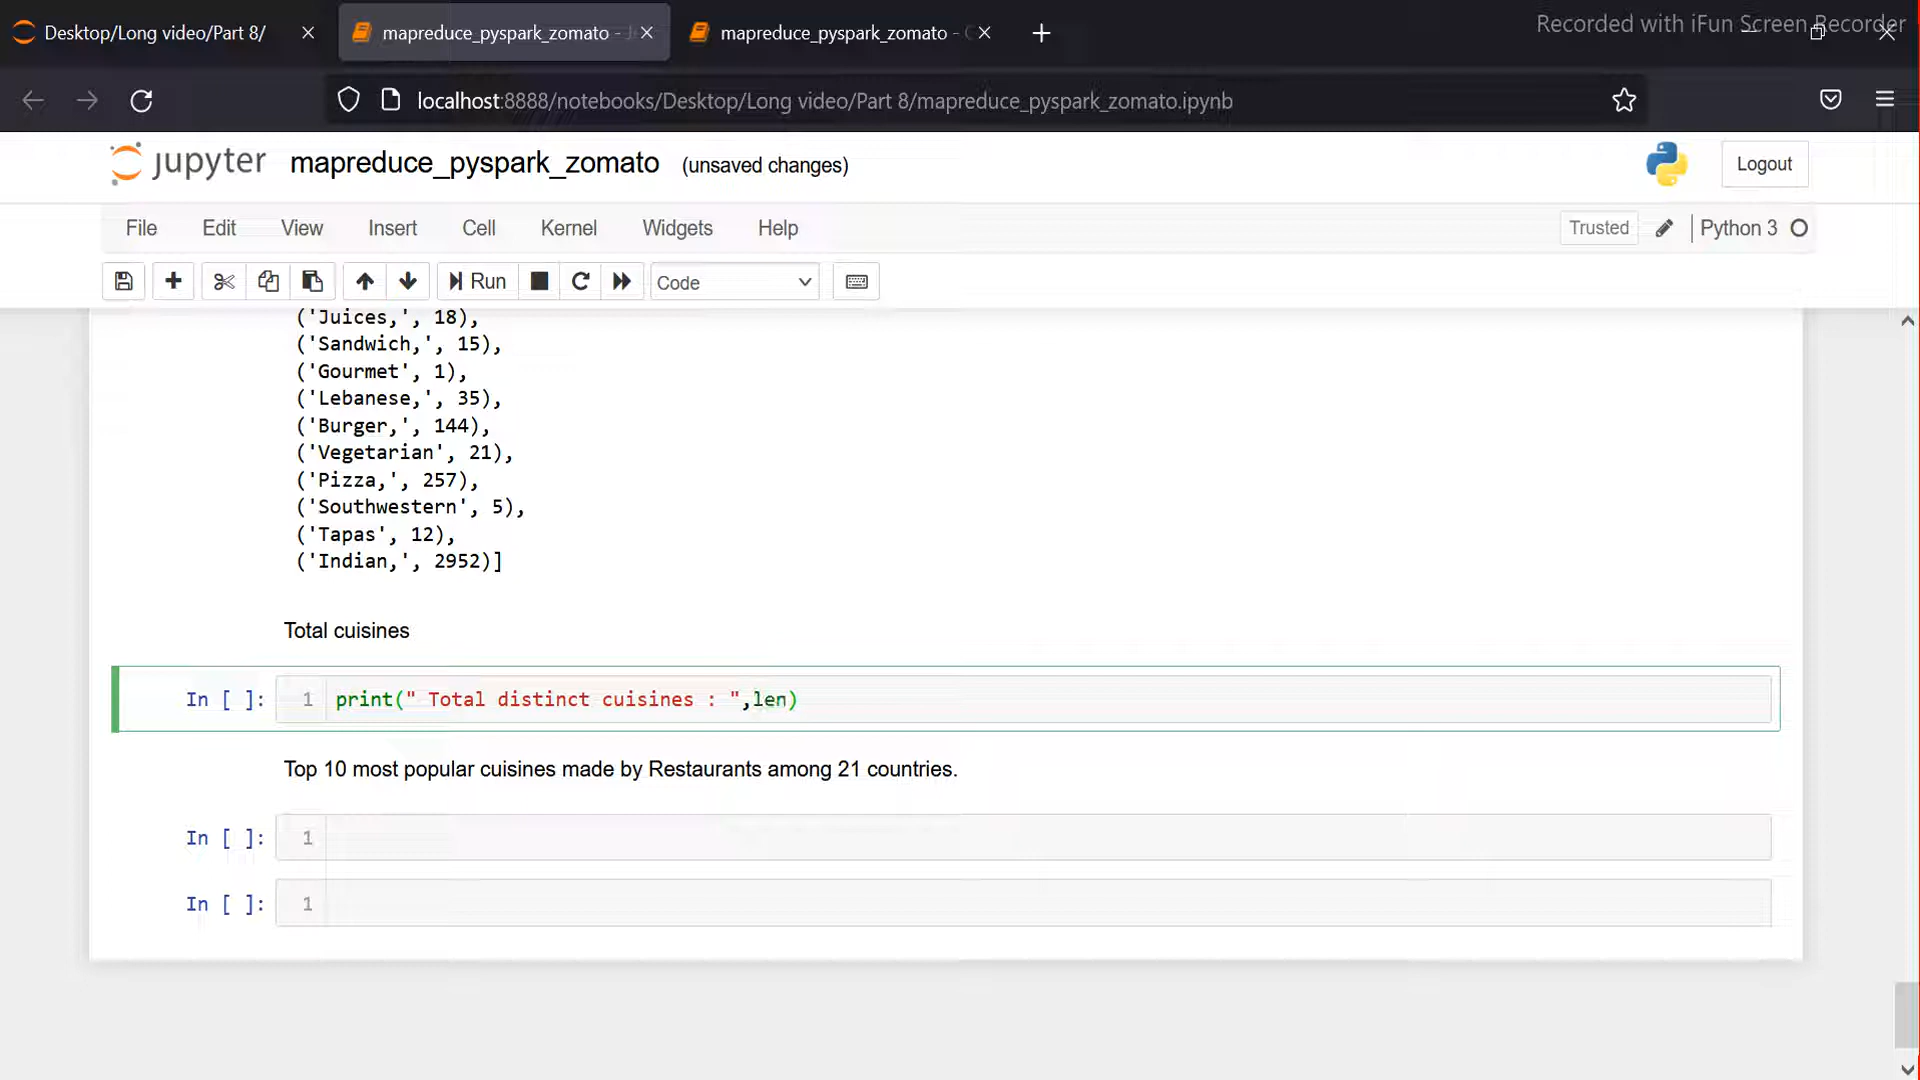 Desktop/Long video/Part 8/
mapreduce_pyspark_zomato - J
mapreduce_pyspark_zomato - C
Recorded with iFun Screen Recorder
localhost:8888/notebooks/Desktop/Long video/Part 8/mapreduce_pyspark_zomato.ipynb
jupyter mapreduce_pyspark_zomato (unsaved changes)
Logout
File Edit View Insert Cell Kernel Widgets Help
Trusted Python 3
Run Code
('Juices,', 18),
('Sandwich,', 15),
('Gourmet', 1),
('Lebanese,', 35),
('Burger,', 144),
('Vegetarian', 21),
('Pizza,', 257),
('Southwestern', 5),
('Tapas', 12),
('Indian,', 2952)]
Total cuisines
In [ ]: 1 print(" Total distinct cuisines : ",len)
Top 10 most popular cuisines made by Restaurants among 21 countries.
In [ ]: 1
In [ ]: 1